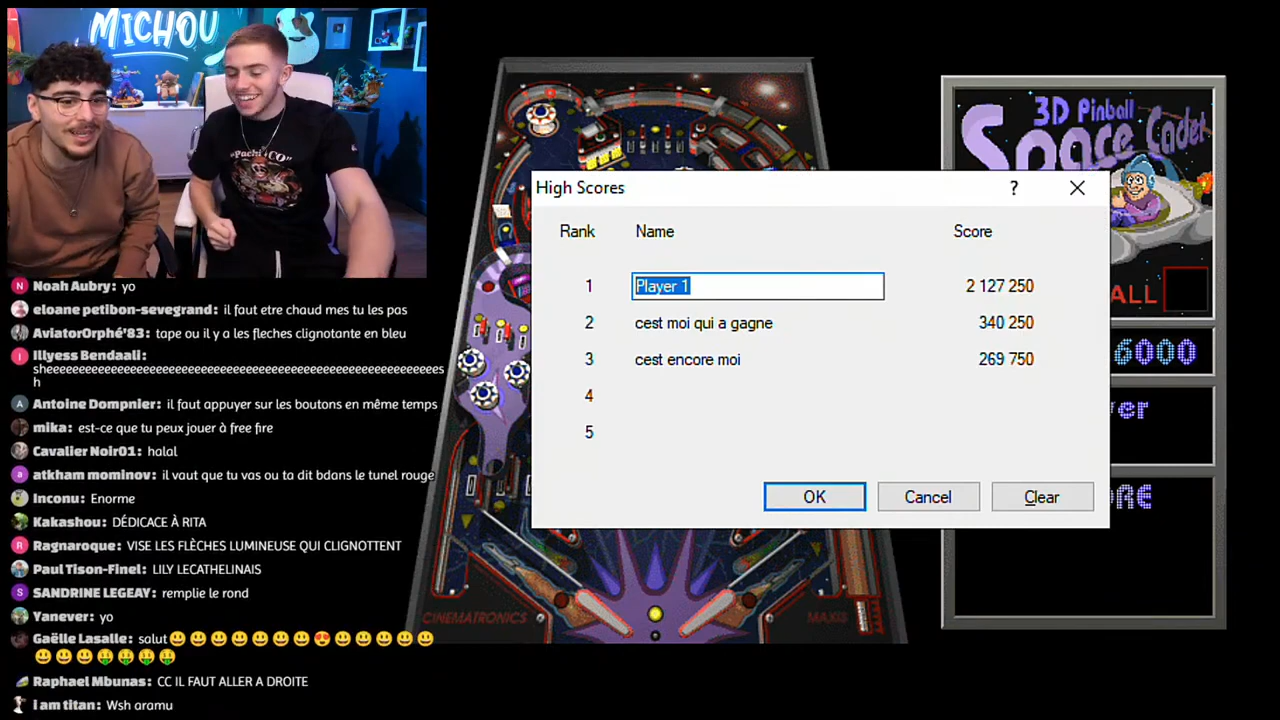 MICHOU
"Pachi & CO"
Noah Aubry: yo
eloane petibon-sevegrand: il faut etre chaud mes tu les pas
AviatorOrphé'83: tape ou il y a les fleches clignotante en bleu
Illyess Bendaali:
sheeeeeeeeeeeeeeeeeeeeeeeeeeeeeeeeeeeeeeeeeeeeeeeeeeeeees
h
Antoine Dompnier: il faut appuyer sur les boutons en même temps
mika: est-ce que tu peux jouer à free fire
Cavalier Noir01: halal
atkham mominov: il vaut que tu vas ou ta dit bdans le tunel rouge
Inconu: Enorme
Kakashou: DÉDICACE À RITA
Ragnaroque: VISE LES FLÈCHES LUMINEUSE QUI CLIGNOTTENT
Paul Tison-Finel: LILY LECATHELINAIS
SANDRINE LEGEAY: remplie le rond
Yanever: yo
Gaëlle Lasalle: salut😃😃😃😃😃😃😃😍😃😃😃😃😃
😃😃😃🤑🤑🤑🤑
Raphael Mbunas: CC IL FAUT ALLER A DROITE
i am titan: Wsh aramu
3D Pinball
Space Cadet
ALL
6000
ver
RE
High Scores ?
Rank Name Score
1 Player 1 2 127 250
2 cest moi qui a gagne 340 250
3 cest encore moi 269 750
4
5
OK Cancel Clear
CINEMATRONICS MAXIS